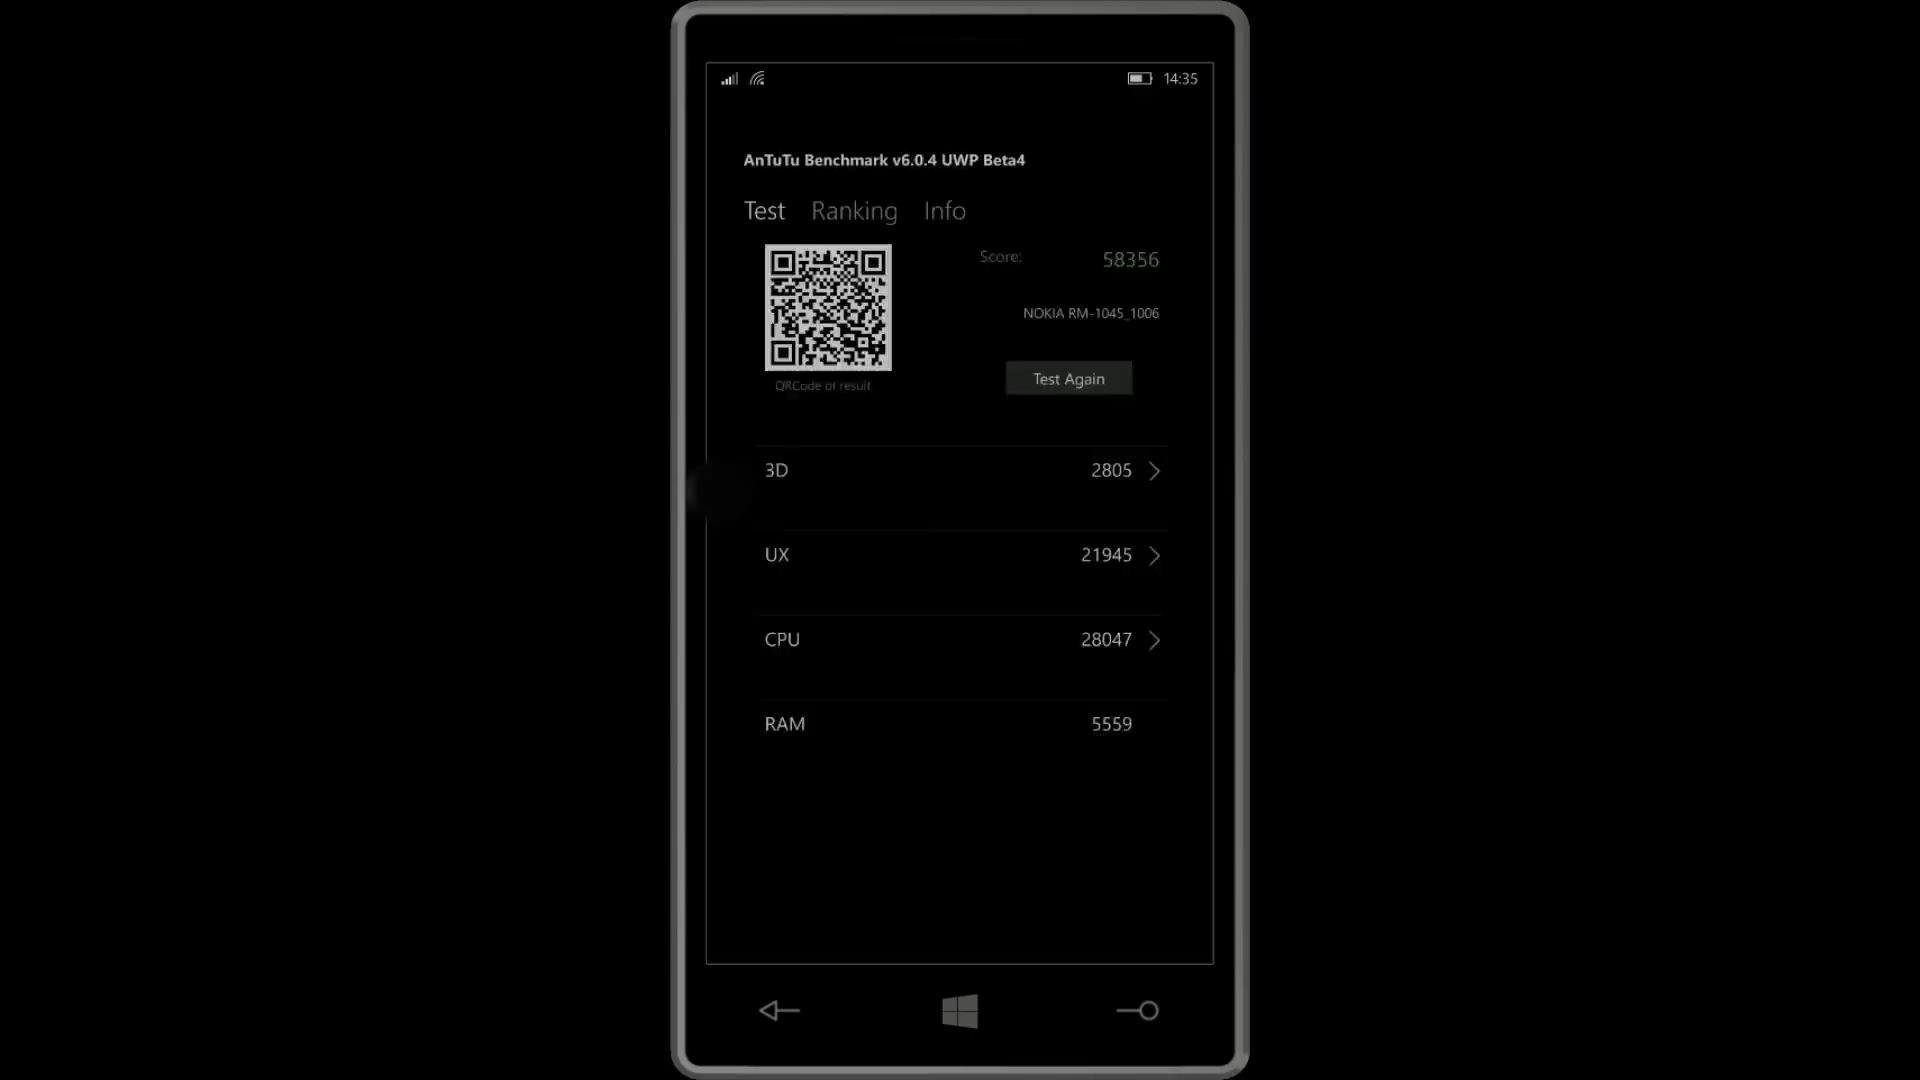 14:35
AnTuTu Benchmark v6.0.4 UWP Beta4
Test Ranking Info
Score: 58356
NOKIA RM-1045_1006
QRCode of result
Test Again
3D 2805
UX 21945
CPU 28047
RAM 5559